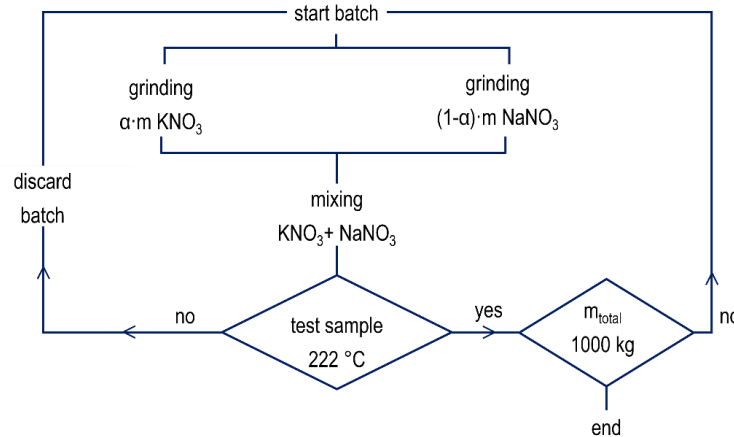 start batch
grinding
α·m KNO₃
grinding
(1-α)·m NaNO₃
discard
batch
mixing
KNO₃+ NaNO₃
no
test sample
222 °C
yes
mₜₒₜₐₗ
1000 kg
no
end